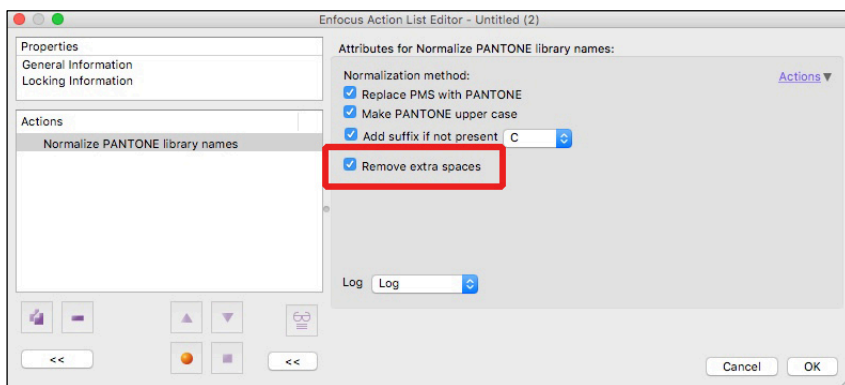 Enfocus Action List Editor - Untitled (2)
Properties
General Information
Locking Information
Actions
Normalize PANTONE library names
<<
<<
Attributes for Normalize PANTONE library names:
Normalization method:
Actions ▼
Replace PMS with PANTONE
Make PANTONE upper case
Add suffix if not present C
Remove extra spaces
Log Log
Cancel OK